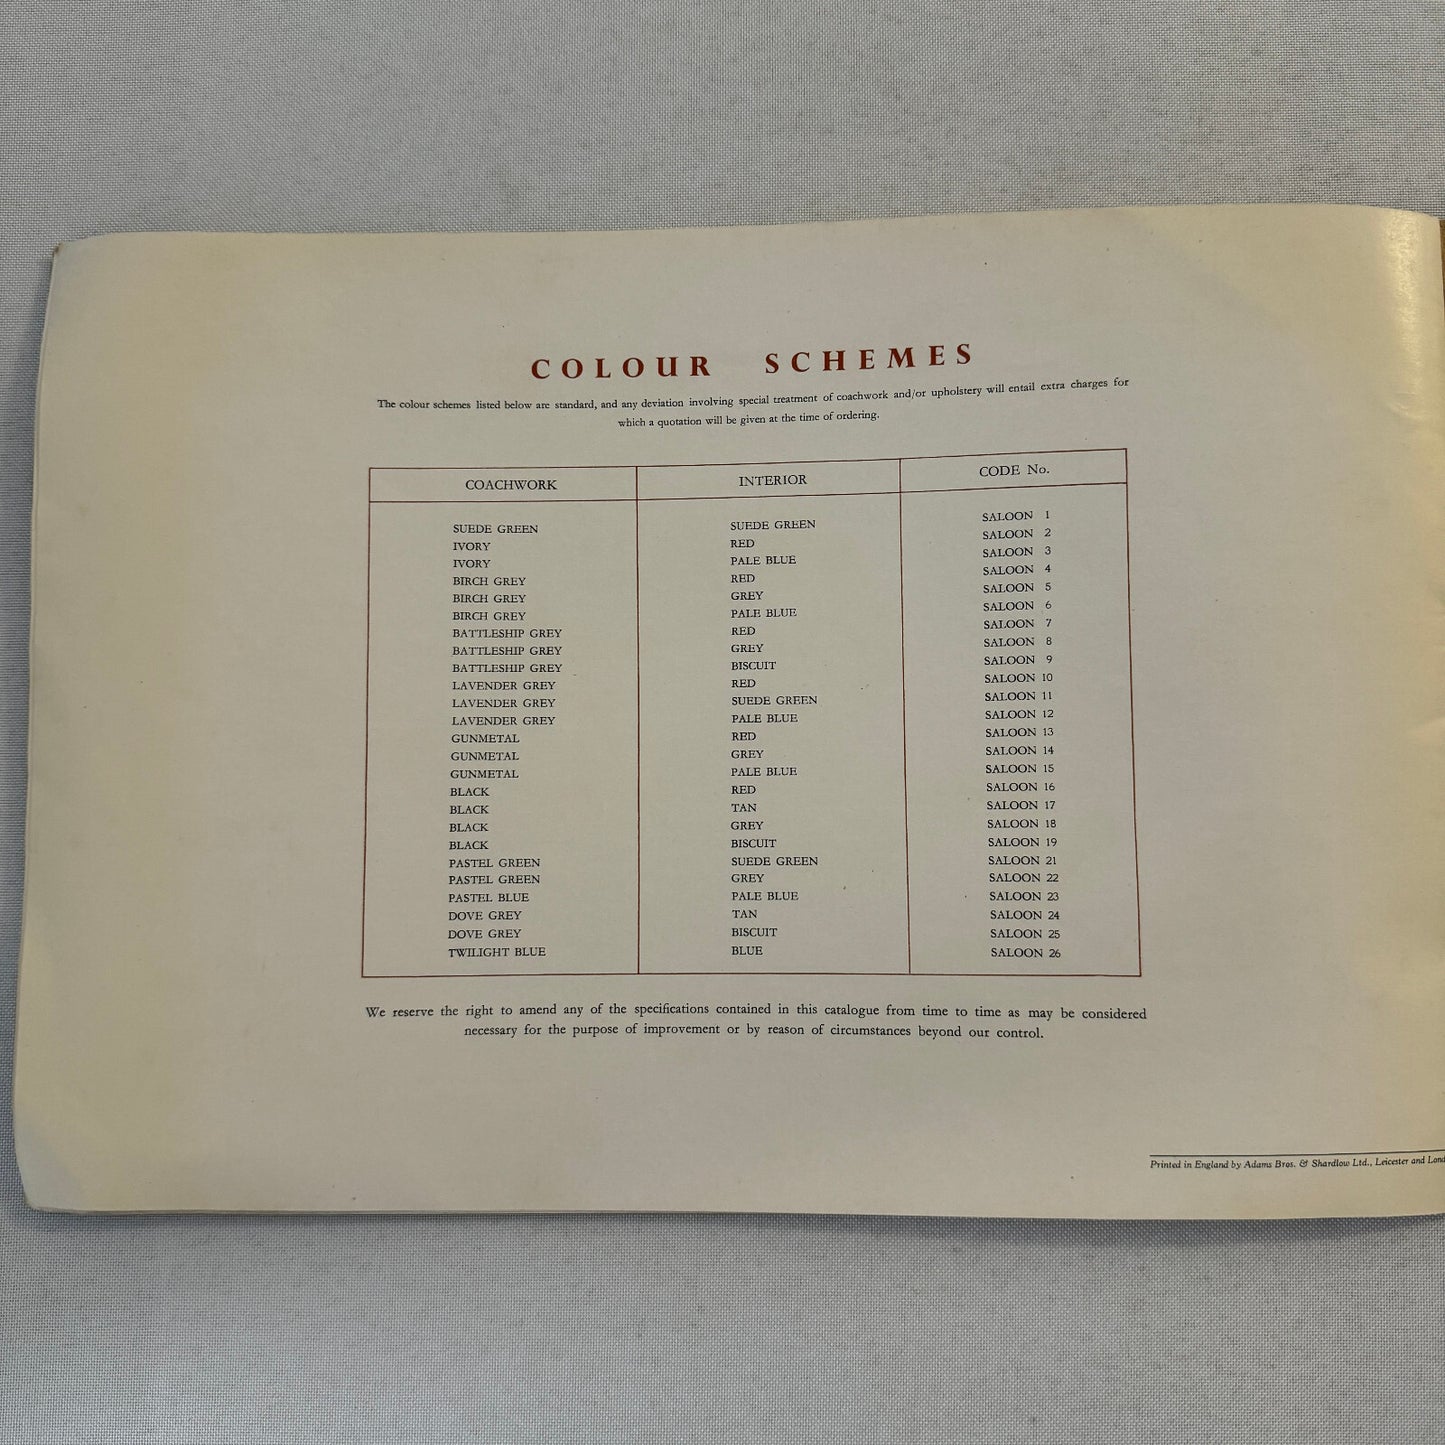 COLOUR SCHEMES
The colour schemes listed below are standard, and any deviation involving special treatment of coachwork and/or upholstery will entail extra charges for
which a quotation will be given at the time of ordering.
COACHWORK INTERIOR CODE No.
SUEDE GREEN SUEDE GREEN SALOON 1
IVORY RED SALOON 2
IVORY PALE BLUE SALOON 3
BIRCH GREY RED SALOON 4
BIRCH GREY GREY SALOON 5
BIRCH GREY PALE BLUE SALOON 6
BATTLESHIP GREY RED SALOON 7
BATTLESHIP GREY GREY SALOON 8
BATTLESHIP GREY BISCUIT SALOON 9
LAVENDER GREY RED SALOON 10
LAVENDER GREY SUEDE GREEN SALOON 11
LAVENDER GREY PALE BLUE SALOON 12
GUNMETAL RED SALOON 13
GUNMETAL GREY SALOON 14
GUNMETAL PALE BLUE SALOON 15
BLACK RED SALOON 16
BLACK TAN SALOON 17
BLACK GREY SALOON 18
BLACK BISCUIT SALOON 19
PASTEL GREEN SUEDE GREEN SALOON 21
PASTEL GREEN GREY SALOON 22
PASTEL BLUE PALE BLUE SALOON 23
DOVE GREY TAN SALOON 24
DOVE GREY BISCUIT SALOON 25
TWILIGHT BLUE BLUE SALOON 26
We reserve the right to amend any of the specifications contained in this catalogue from time to time as may be considered
necessary for the purpose of improvement or by reason of circumstances beyond our control.
Printed in England by Adams Bros. & Shardlow Ltd., Leicester and